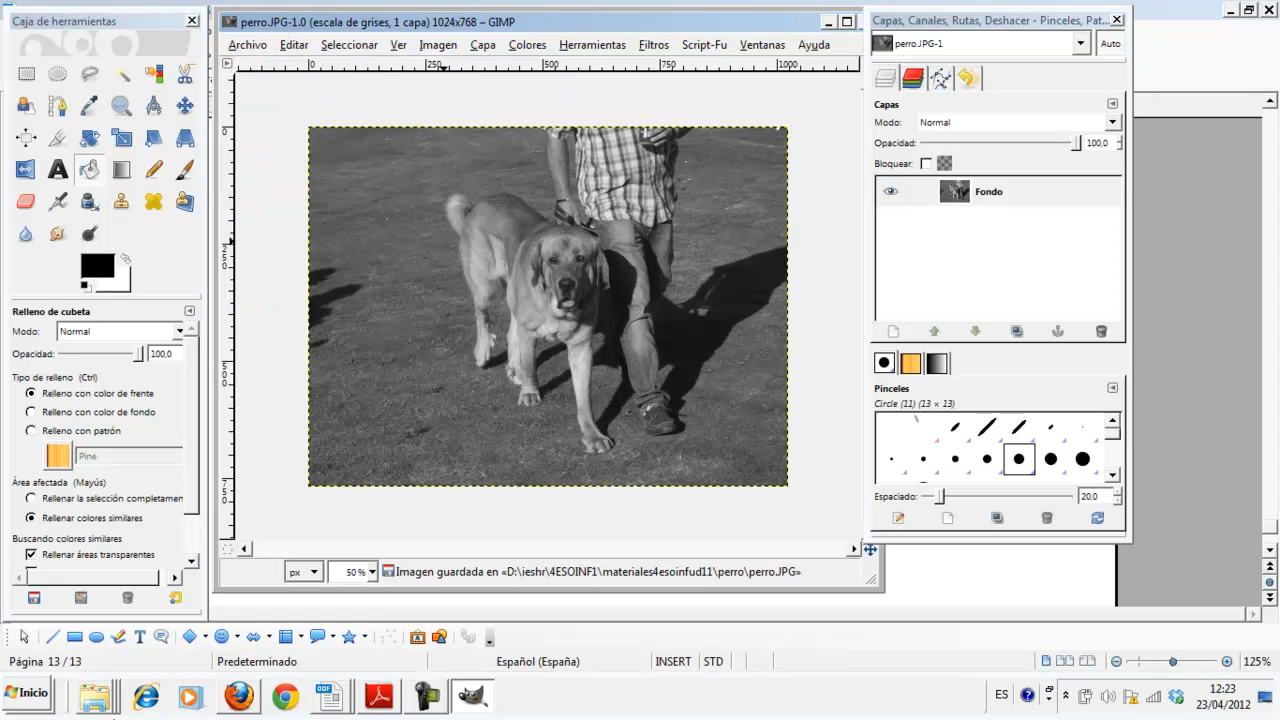 Caja de herramientas
perro.JPG-1.0 (escala de grises, 1 capa) 1024x768 – GIMP
Archivo Editar Seleccionar Ver Imagen Capa Colores Herramientas Filtros Script-Fu Ventanas Ayuda
0 250 500 750 1000
0
250
500
750
Relleno de cubeta
Modo: Normal
Opacidad: 100,0
Tipo de relleno (Ctrl)
Relleno con color de frente
Relleno con color de fondo
Relleno con patrón
Pine
Área afectada (Mayús)
Rellenar la selección completamen
Rellenar colores similares
Buscando colores similares
Rellenar áreas transparentes
px 50 % Imagen guardada en «D:\ieshr\4ESOINF1\materiales4esoinfud11\perro\perro.JPG»
Capas, Canales, Rutas, Deshacer - Pinceles, Pat...
perro.JPG-1 Auto
Capas
Modo: Normal
Opacidad: 100,0
Bloquear:
Fondo
Pinceles
Circle (11) (13 × 13)
Espaciado: 20,0
Página 13 / 13 Predeterminado Español (España) INSERT STD 125%
Inicio ODF ES 12:23
23/04/2012